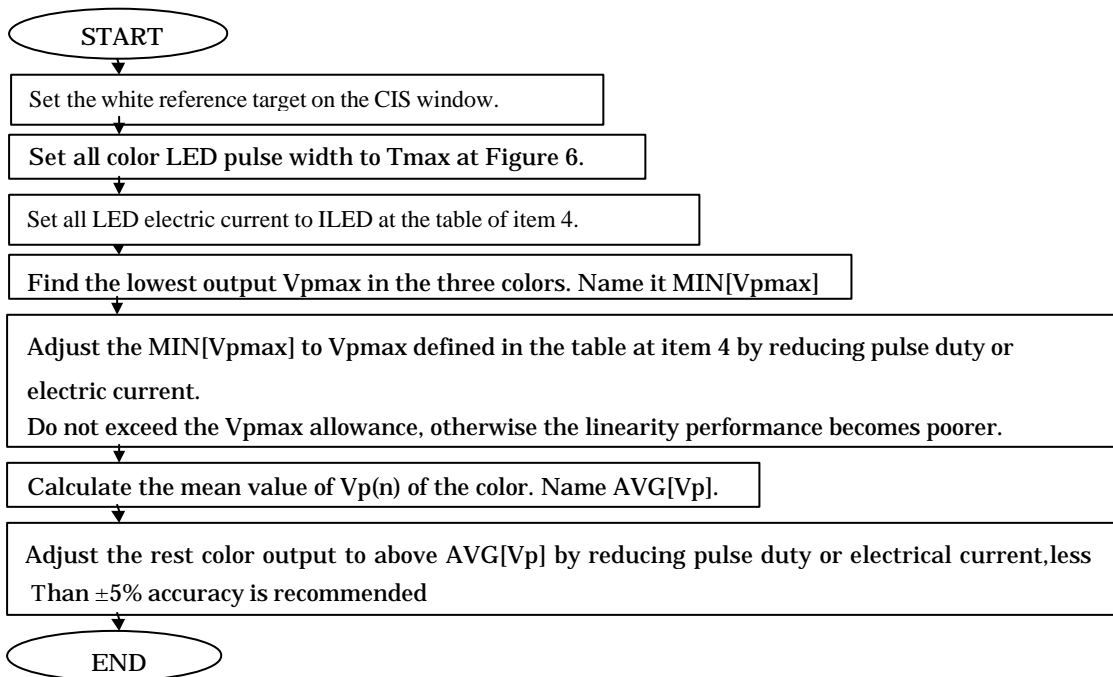 START
Set the white reference target on the CIS window.
Set all color LED pulse width to Tmax at Figure 6.
Set all LED electric current to ILED at the table of item 4.
Find the lowest output Vpmax in the three colors. Name it MIN[Vpmax]
Adjust the MIN[Vpmax] to Vpmax defined in the table at item 4 by reducing pulse duty or
electric current.
Do not exceed the Vpmax allowance, otherwise the linearity performance becomes poorer.
Calculate the mean value of Vp(n) of the color. Name AVG[Vp].
Adjust the rest color output to above AVG[Vp] by reducing pulse duty or electrical current,less
Than ±5% accuracy is recommended
END